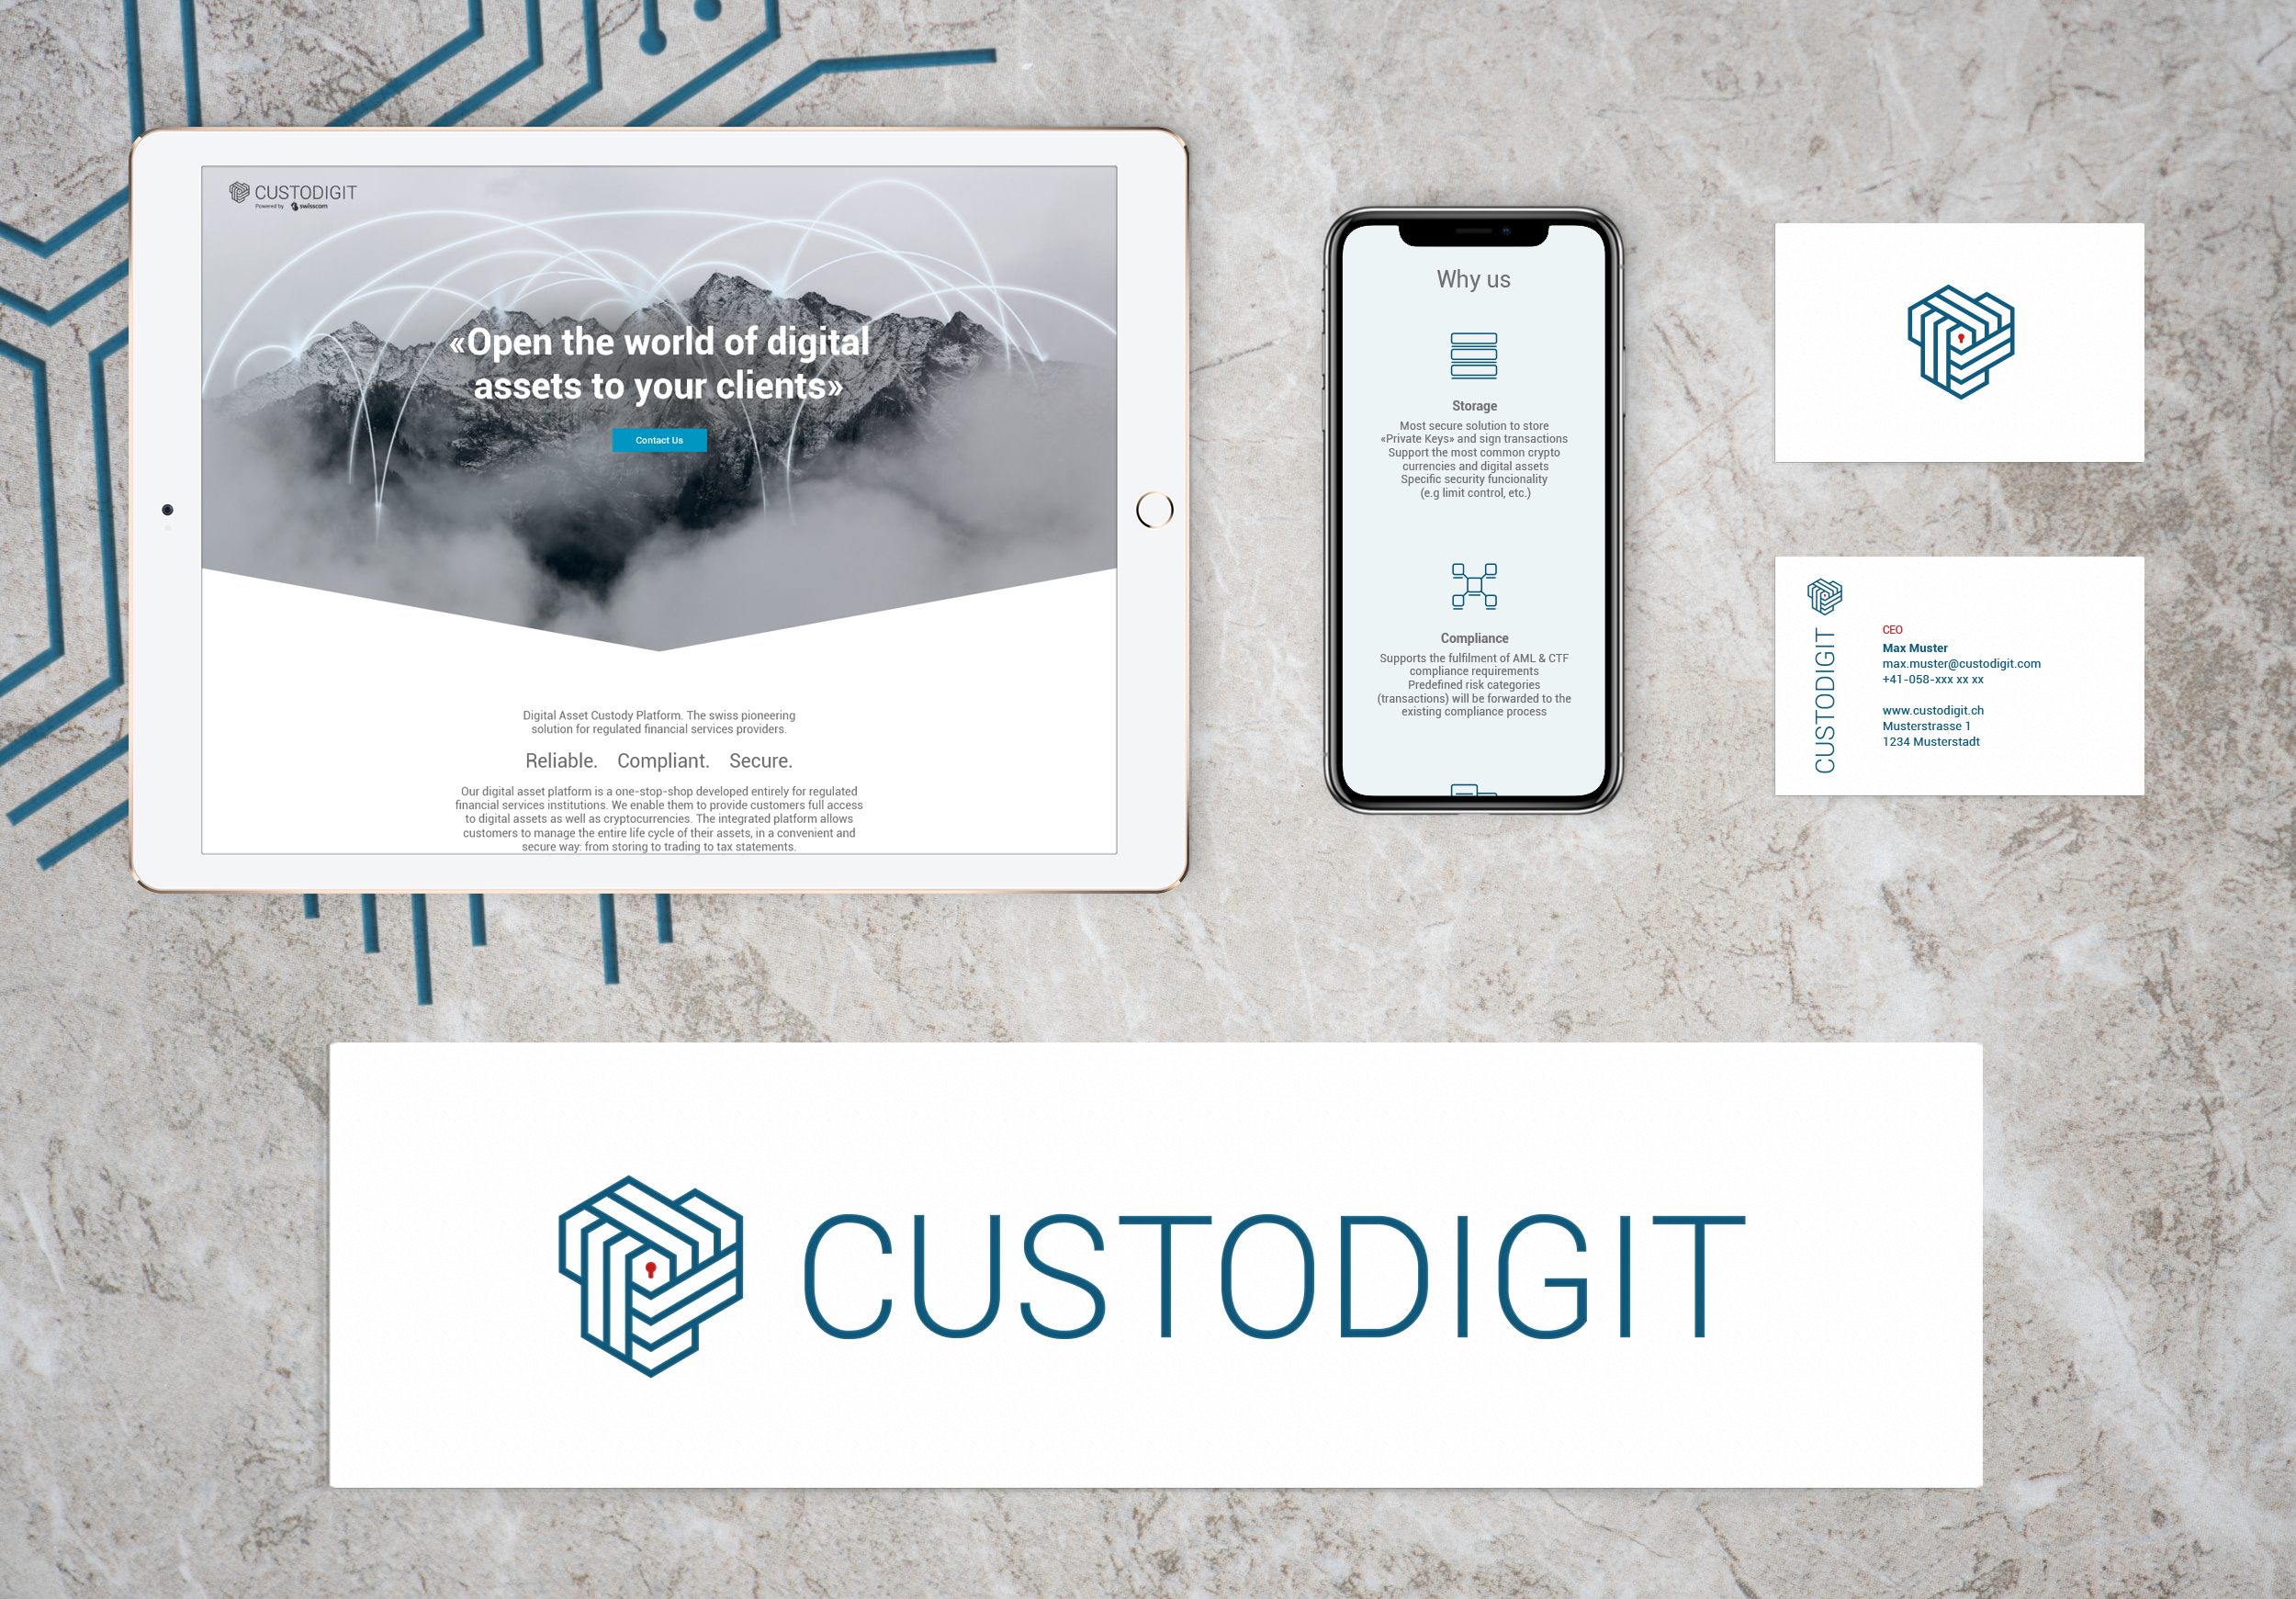 CUSTODIGIT
Powered by swisscom
«Open the world of digital
assets to your clients»
Contact Us
Digital Asset Custody Platform. The swiss pioneering
solution for regulated financial services providers.
Reliable. Compliant. Secure.
Our digital asset platform is a one-stop-shop developed entirely for regulated
financial services institutions. We enable them to provide customers full access
to digital assets as well as cryptocurrencies. The integrated platform allows
customers to manage the entire life cycle of their assets, in a convenient and
secure way: from storing to trading to tax statements.
Why us
Storage
Most secure solution to store
«Private Keys» and sign transactions
Support the most common crypto
currencies and digital assets
Specific security funcionality
(e.g limit control, etc.)
Compliance
Supports the fulfilment of AML & CTF
compliance requirements
Predefined risk categories
(transactions) will be forwarded to the
existing compliance process
CUSTODIGIT
CEO
Max Muster
max.muster@custodigit.com
+41-058-xxx xx xx
www.custodigit.ch
Musterstrasse 1
1234 Musterstadt
CUSTODIGIT